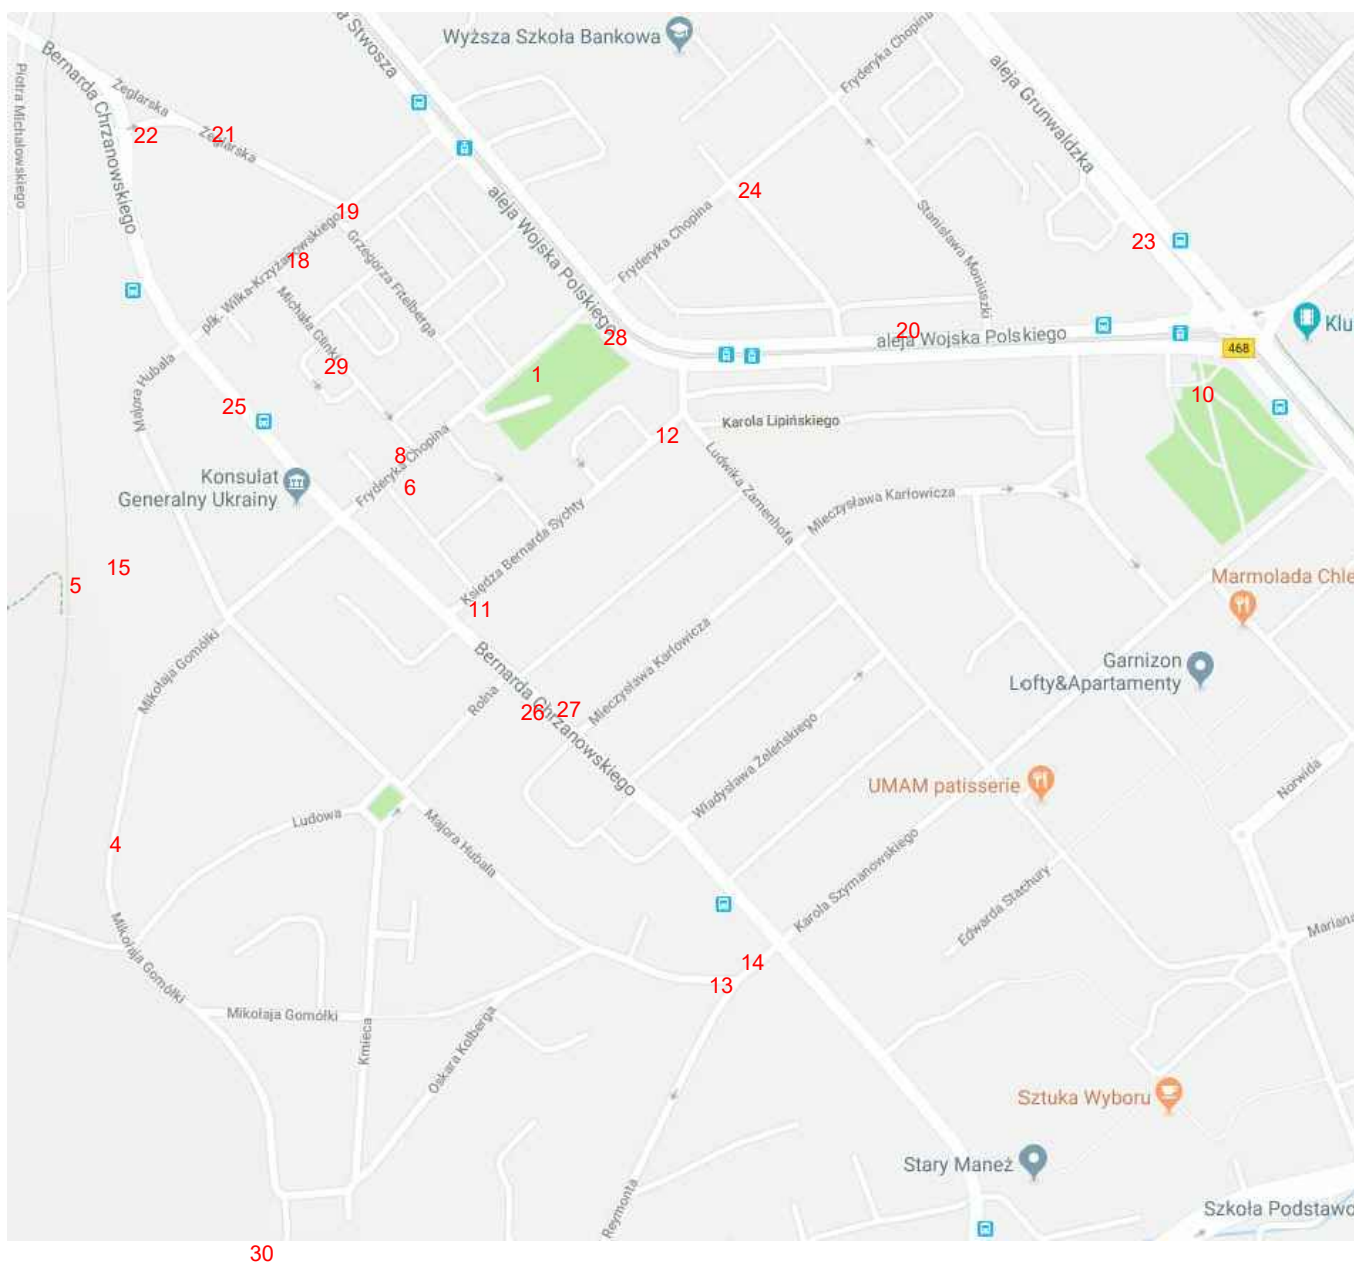 Wyższa Szkoła Bankowa
a Stwosza
Fryderyka Chopina
aleja Grunwaldzka
Bernarda Chrzanowskiego
Piotra Michałowskiego
Żeglarska
22
21
Żeglarska
aleja Wojska Polskiego
24
19
Fryderyka Chopina
Stanisława Moniuszki
23
płk. Wilka-Krzyżanowskiego
18
Grzegorza Fitelberga
Michała Glinki
28
20
aleja Wojska Polskiego
Klu
468
29
1
10
Majora Hubala
25
12
Karola Lipińskiego
8
Fryderyka Chopina
6
Konsulat
Generalny Ukrainy
Ludwika Zamenhofa
Mieczysława Karłowicza
Księdza Bernarda Sychty
15
5
11
Marmolada Chle
Mikołaja Gomółki
Bernarda Chrzanowskiego
Mieczysława Karłowicza
Garnizon
Lofty&Apartamenty
Rolna
26
27
Władysława Żeleńskiego
UMAM patisserie
Norwida
Ludowa
Majora Hubala
4
Karola Szymanowskiego
Edwarda Stachury
Mariana
Mikołaja Gomółki
14
13
Mikołaja Gomółki
Kmieca
Oskara Kolberga
Sztuka Wyboru
Stary Maneż
Reymonta
Szkoła Podstawo
30